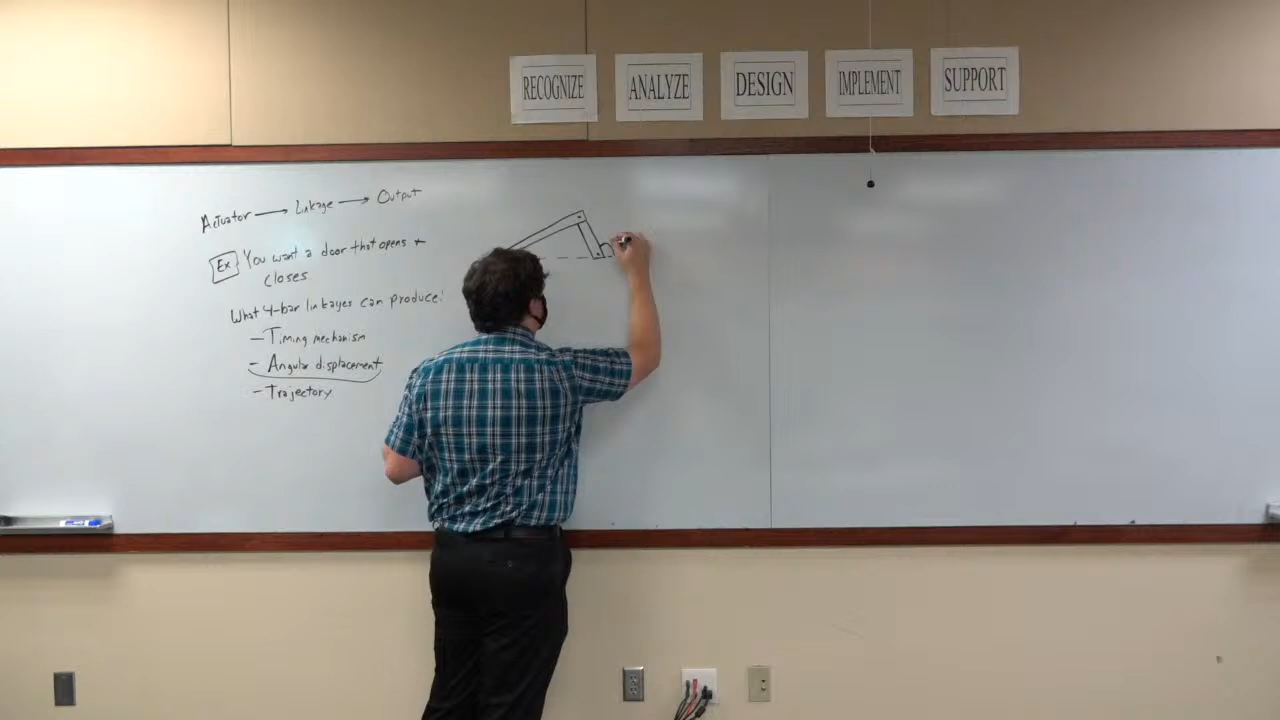 RECOGNIZE ANALYZE DESIGN IMPLEMENT SUPPORT
Actuator → Linkage → Output
Ex You want a door that opens +
closes
What 4-bar linkages can produce:
- Timing mechanism
- Angular displacement
- Trajectory